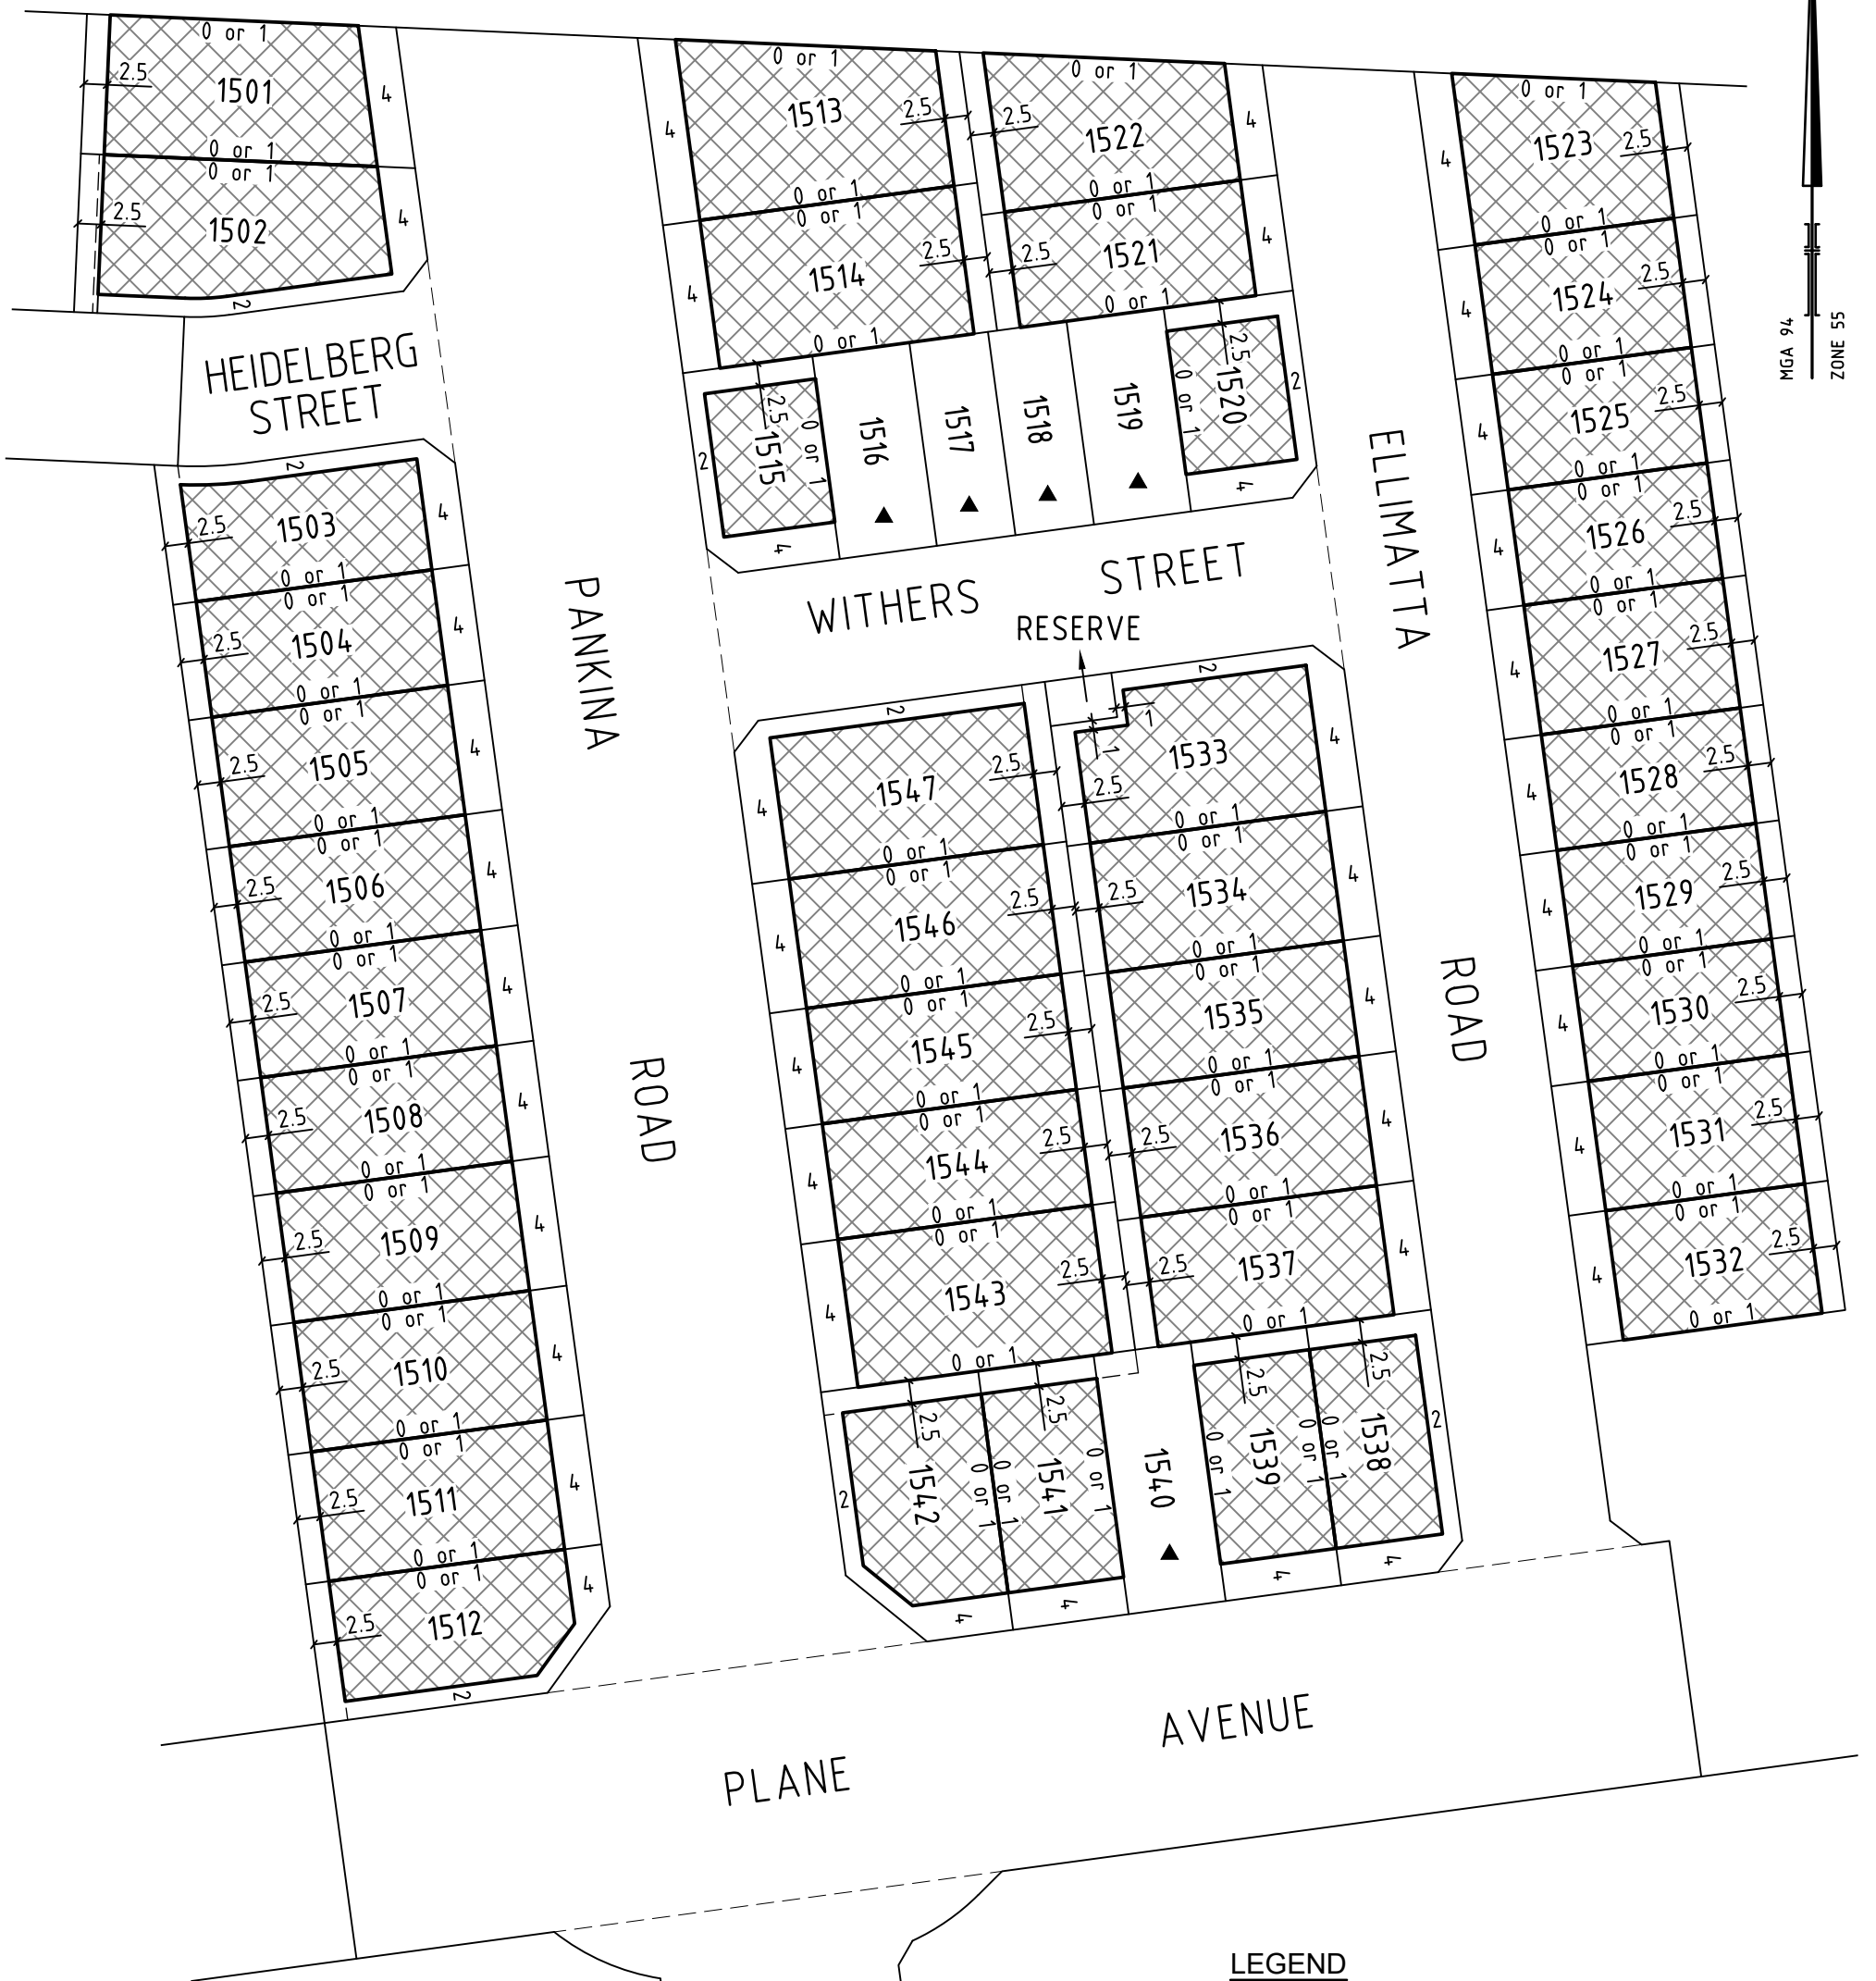 0 or 1
2.5
1501
4
0 or 1
0 or 1
2.5
1502
4
2
HEIDELBERG
STREET
2
2.5
1503
4
0 or 1
0 or 1
2.5
1504
4
0 or 1
0 or 1
2.5
1505
4
0 or 1
0 or 1
2.5
1506
4
0 or 1
0 or 1
2.5
1507
4
0 or 1
0 or 1
2.5
1508
4
0 or 1
0 or 1
2.5
1509
4
0 or 1
0 or 1
2.5
1510
4
0 or 1
0 or 1
2.5
1511
4
0 or 1
0 or 1
2.5
1512
4
2
PANKINA
ROAD
0 or 1
4
1513
2.5
0 or 1
0 or 1
4
1514
2.5
0 or 1
2.5
1515
0 or 1
2
4
1516
1517
1518
1519
2.5
1520
0 or 1
2
4
0 or 1
2.5
1522
4
0 or 1
0 or 1
2.5
1521
4
0 or 1
WITHERS
STREET
RESERVE
ELLIMATTA
ROAD
0 or 1
4
1523
2.5
0 or 1
0 or 1
4
1524
2.5
0 or 1
0 or 1
4
1525
2.5
0 or 1
0 or 1
4
1526
2.5
0 or 1
0 or 1
4
1527
2.5
0 or 1
0 or 1
4
1528
2.5
0 or 1
0 or 1
4
1529
2.5
0 or 1
0 or 1
4
1530
2.5
0 or 1
0 or 1
4
1531
2.5
0 or 1
0 or 1
4
1532
2.5
0 or 1
2
4
1547
2.5
0 or 1
0 or 1
4
1546
2.5
0 or 1
0 or 1
4
1545
2.5
0 or 1
0 or 1
4
1544
2.5
0 or 1
0 or 1
4
1543
2.5
0 or 1
2
1
1
1533
2.5
4
0 or 1
0 or 1
2.5
1534
4
0 or 1
0 or 1
1535
4
0 or 1
0 or 1
2.5
1536
4
0 or 1
0 or 1
2.5
1537
4
0 or 1
2.5
1542
0 or 1
2
4
2.5
1541
0 or 1
0 or 1
4
1540
2.5
1539
0 or 1
0 or 1
4
2.5
1538
0 or 1
2
4
PLANE
AVENUE
MGA 94
ZONE 55
LEGEND